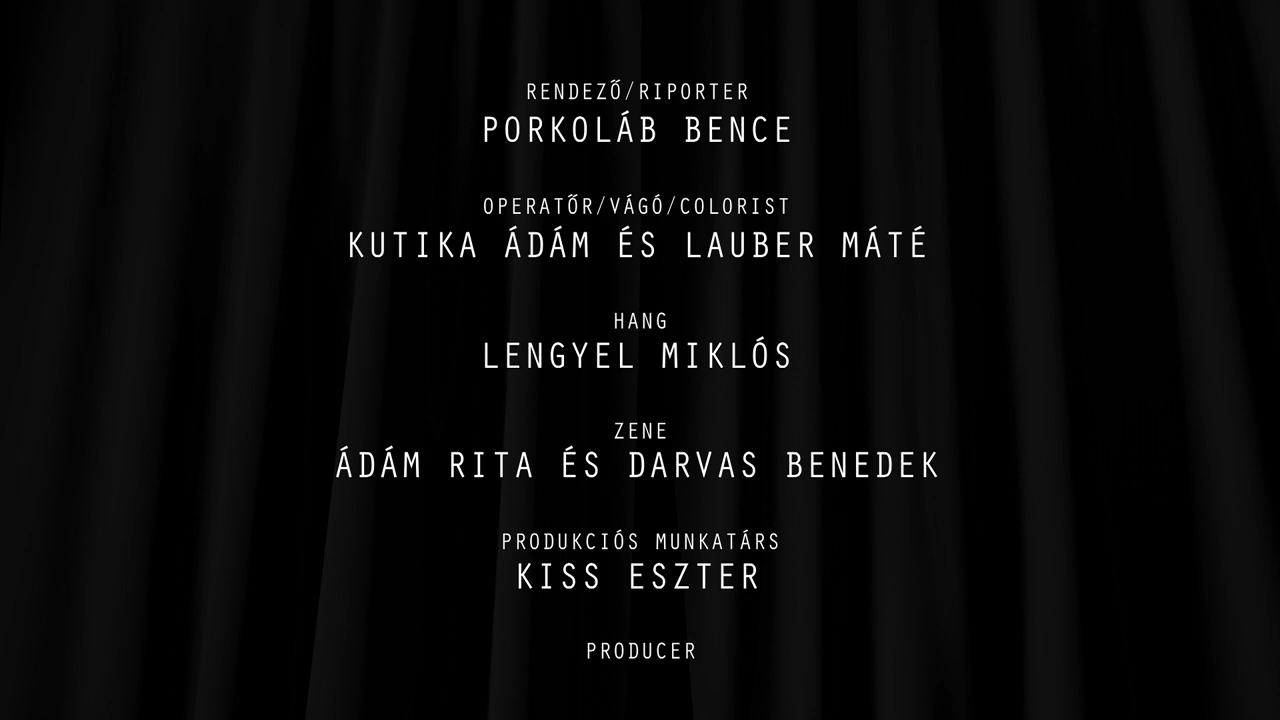 RENDEZŐ/RIPORTER
PORKOLÁB BENCE
OPERATŐR/VÁGÓ/COLORIST
KUTIKA ÁDÁM ÉS LAUBER MÁTÉ
HANG
LENGYEL MIKLÓS
ZENE
ÁDÁM RITA ÉS DARVAS BENEDEK
PRODUKCIÓS MUNKATÁRS
KISS ESZTER
PRODUCER